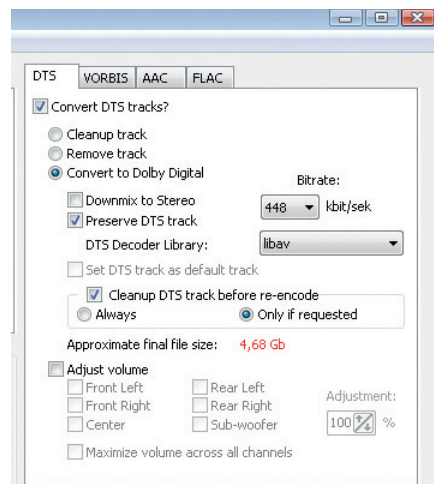 DTS VORBIS AAC FLAC
Convert DTS tracks?
Cleanup track
Remove track
Convert to Dolby Digital
Bitrate:
Downmix to Stereo
448 kbit/sek
Preserve DTS track
DTS Decoder Library: libav
Set DTS track as default track
Cleanup DTS track before re-encode
Always Only if requested
Approximate final file size: 4,68 Gb
Adjust volume
Front Left Rear Left
Adjustment:
Front Right Rear Right
Center Sub-woofer 100 %
Maximize volume across all channels